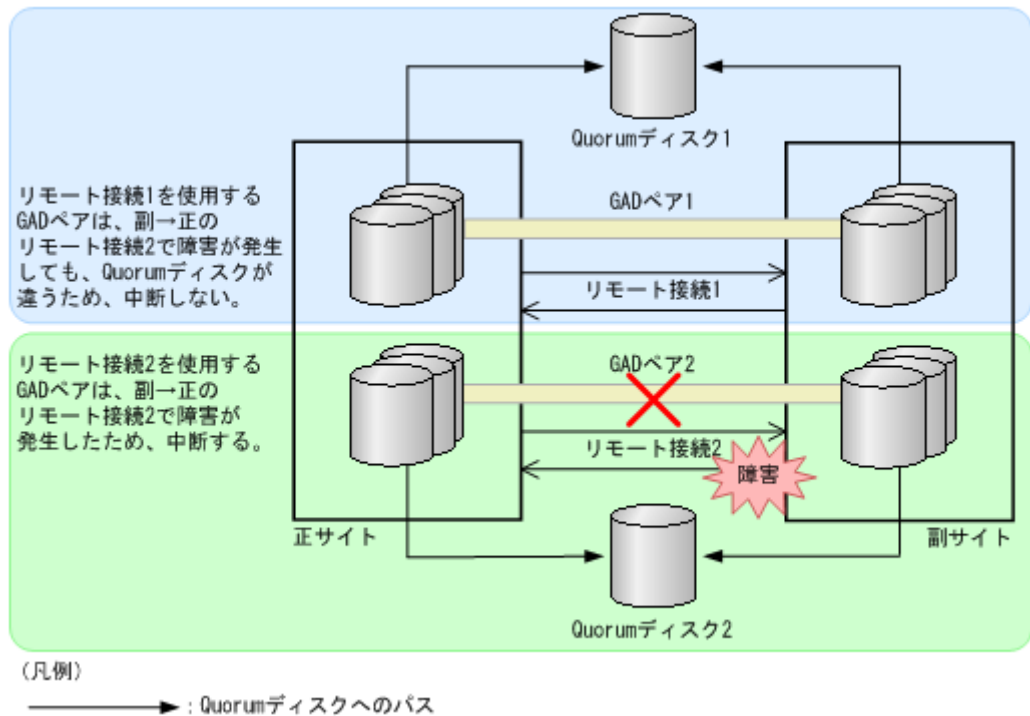 Quorumディスク1
リモート接続1を使用する
GADペアは、副→正の
リモート接続2で障害が発生
しても、Quorumディスクが
違うため、中断しない。
GADペア1
リモート接続1
リモート接続2を使用する
GADペアは、副→正の
リモート接続2で障害が
発生したため、中断する。
GADペア2
リモート接続2
障害
正サイト
副サイト
Quorumディスク2
(凡例)
:Quorumディスクへのパス